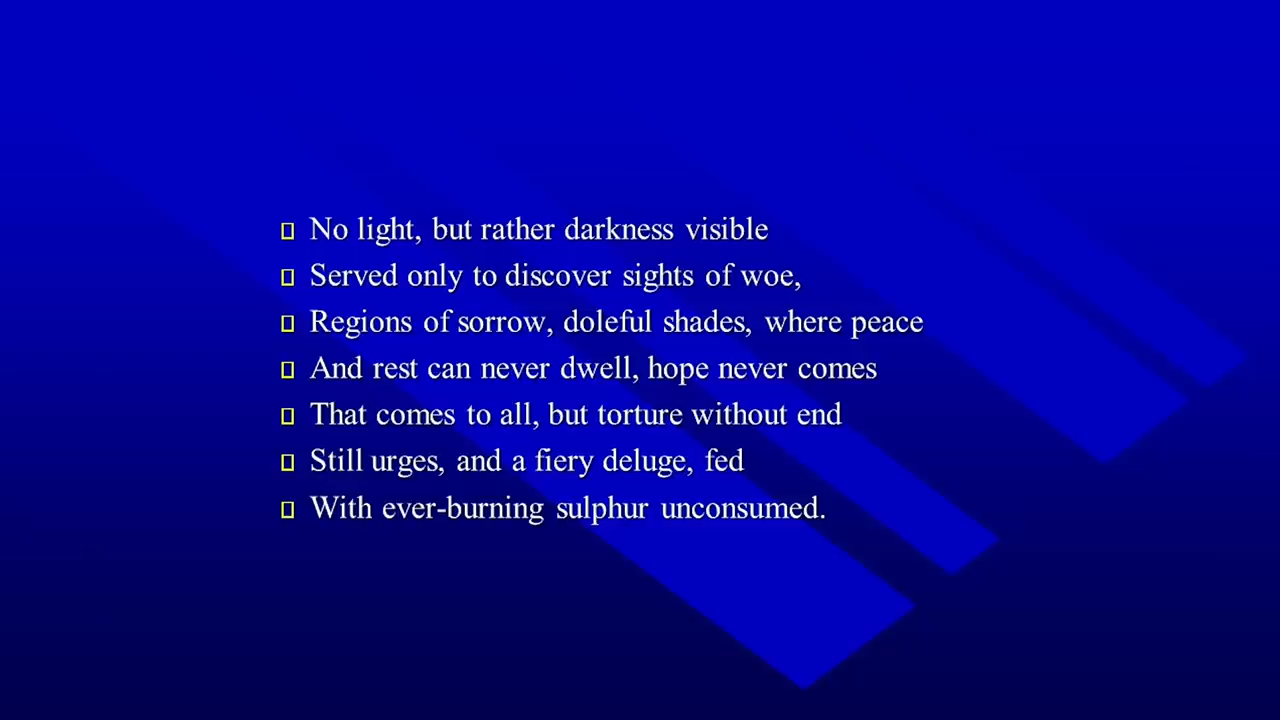 No light, but rather darkness visible
Served only to discover sights of woe,
Regions of sorrow, doleful shades, where peace
And rest can never dwell, hope never comes
That comes to all, but torture without end
Still urges, and a fiery deluge, fed
With ever-burning sulphur unconsumed.